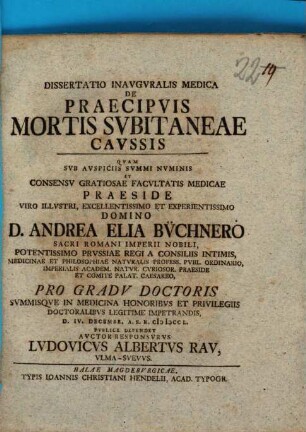 22 19
DISSERTATIO INAVGVRALIS MEDICA
DE
PRAECIPVIS
MORTIS SVBITANEAE
CAVSSIS
QVAM
SVB AVSPICIIS SVMMI NVMINIS
ET
CONSENSV GRATIOSAE FACVLTATIS MEDICAE
PRAESIDE
VIRO ILLVSTRI, EXCELLENTISSIMO ET EXPERIENTISSIMO
DOMINO
D. ANDREA ELIA BÜCHNERO
SACRI ROMANI IMPERII NOBILI,
POTENTISSIMO PRVSSIAE REGI A CONSILIIS INTIMIS,
MEDICINAE ET PHILOSOPHIAE NATVRALIS PROFESS. PVBL. ORDINARIO,
IMPERIALIS ACADEM. NATVR. CVRIOSOR. PRAESIDE
ET COMITE PALAT. CAESAREO,
PRO GRADV DOCTORIS
SVMMISQVE IN MEDICINA HONORIBVS ET PRIVILEGIIS
DOCTORALIBVS LEGITIME IMPETRANDIS,
D. IV. DECEMBR. A. S. R. CIↃIↃCCL.
PVBLICE DEFENDET
AVCTOR RESPONSVRVS
LVDOVICVS ALBERTVS RAV,
VLMA-SVEVVS.
HALAE MAGDEBVRGICAE,
TYPIS IOANNIS CHRISTIANI HENDELII, ACAD. TYPOGR.